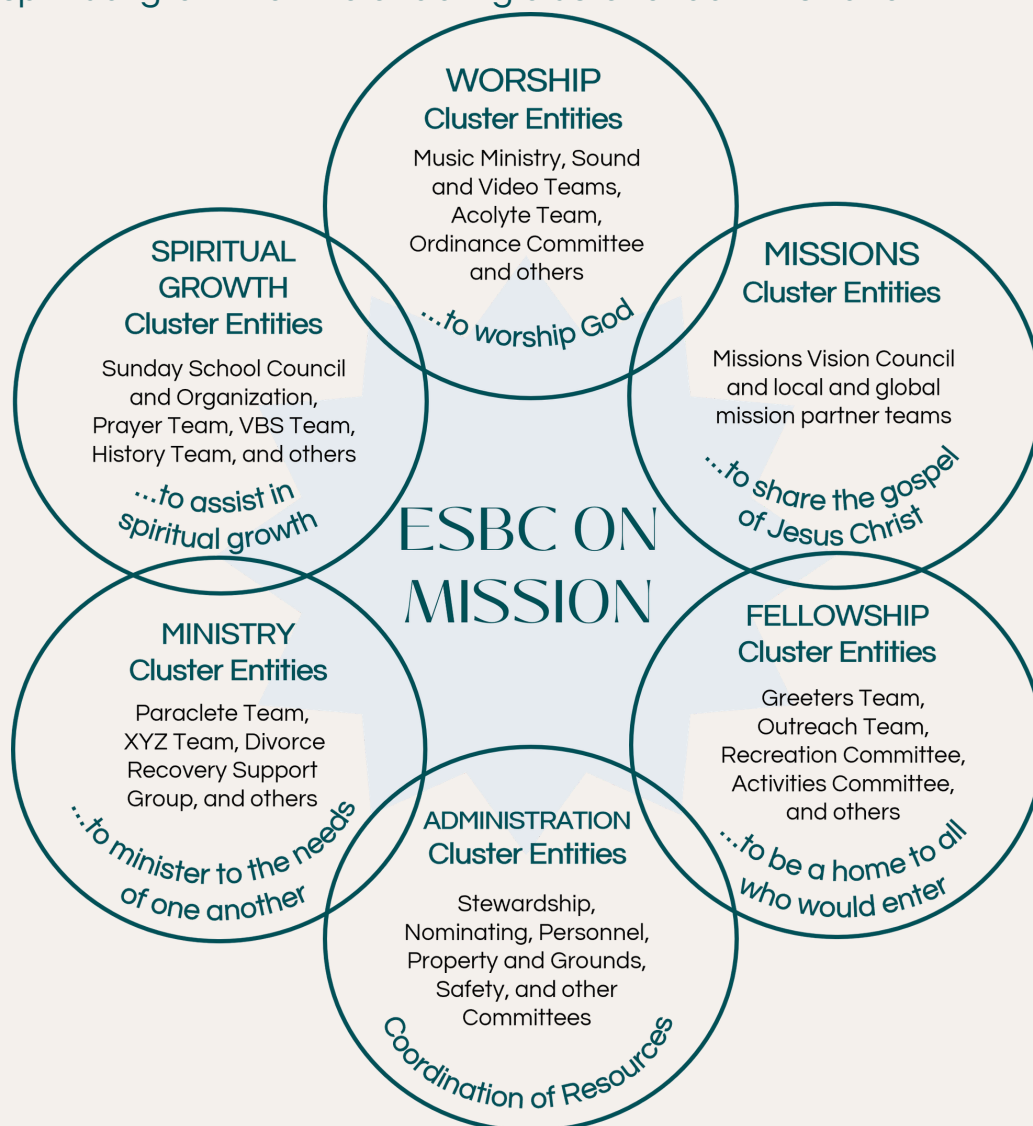 WORSHIP
Cluster Entities
Music Ministry, Sound
and Video Teams,
Acolyte Team,
Ordinance Committee
and others
...to worship God
SPIRITUAL
GROWTH
Cluster Entities
Sunday School Council
and Organization,
Prayer Team, VBS Team,
History Team, and others
...to assist in
spiritual growth
MISSIONS
Cluster Entities
Missions Vision Council
and local and global
mission partner teams
...to share the gospel
of Jesus Christ
ESBC ON
MISSION
MINISTRY
Cluster Entities
Paraclete Team,
XYZ Team, Divorce
Recovery Support
Group, and others
...to minister to the needs
of one another
FELLOWSHIP
Cluster Entities
Greeters Team,
Outreach Team,
Recreation Committee,
Activities Committee,
and others
...to be a home to all
who would enter
ADMINISTRATION
Cluster Entities
Stewardship,
Nominating, Personnel,
Property and Grounds,
Safety, and other
Committees
Coordination of Resources